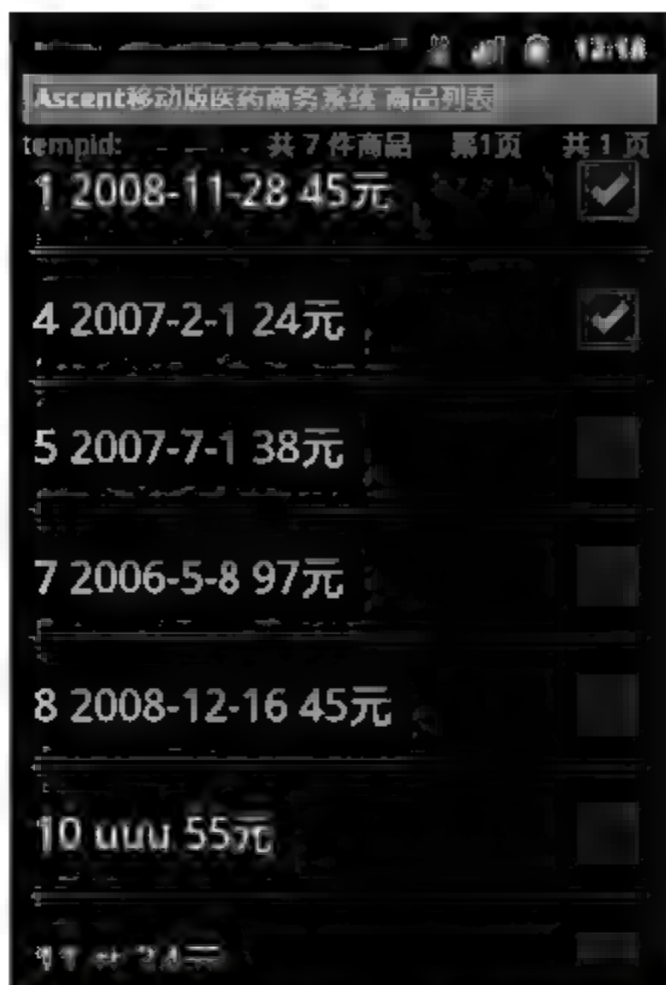 12:18
Ascent移动版医药商务系统 商品列表
tempid: 共 7 件商品 第1页 共 1 页
1 2008-11-28 45元
4 2007-2-1 24元
5 2007-7-1 38元
7 2006-5-8 97元
8 2008-12-16 45元
10 uuu 55元